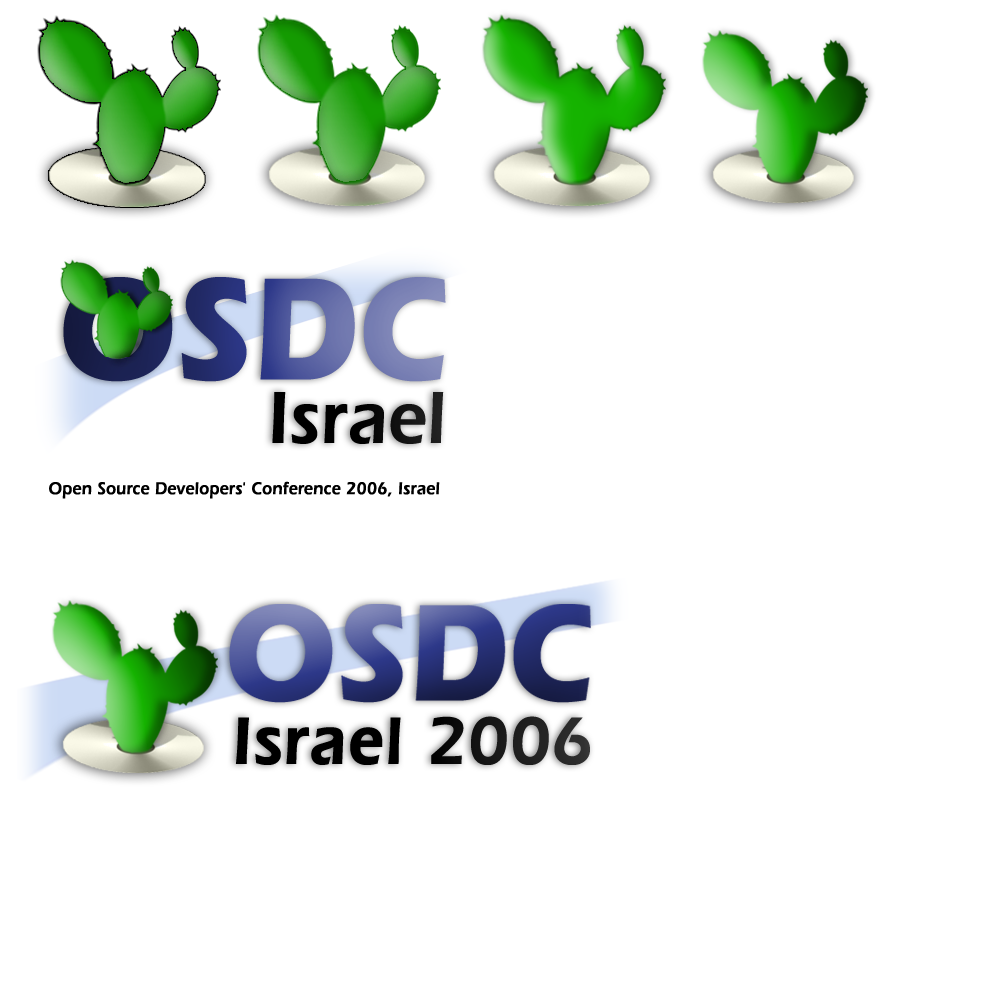 OSDC
Israel
Open Source Developers' Conference 2006, Israel
OSDC
Israel 2006